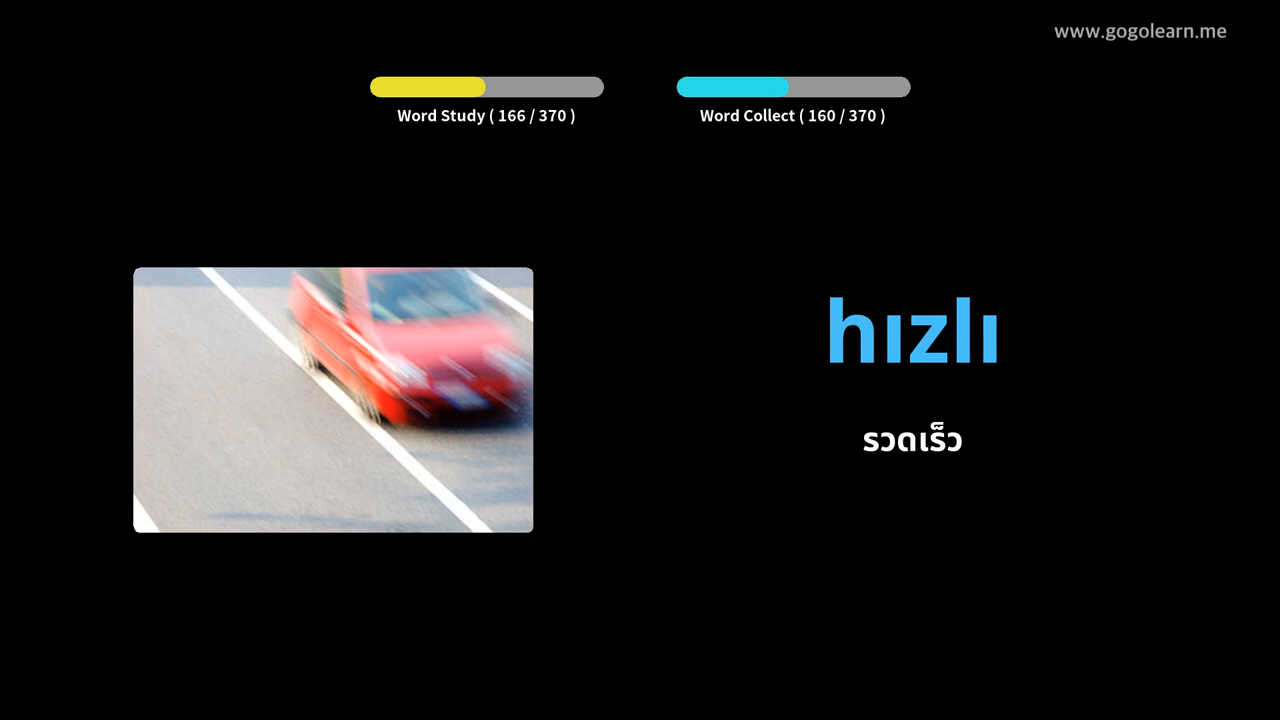 www.gogolearn.me
Word Study ( 166 / 370 )
Word Collect ( 160 / 370 )
hızlı
รวดเร็ว